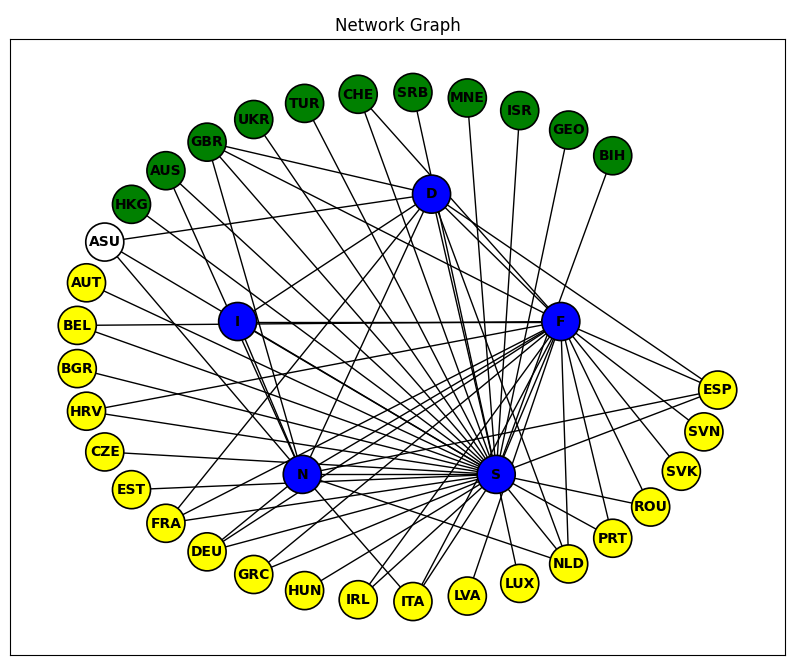 Network Graph
SRB
CHE
MNE
TUR
ISR
UKR
GEO
GBR
BIH
AUS
D
HKG
ASU
AUT
I
F
BEL
BGR
ESP
HRV
SVN
CZE
SVK
N
S
EST
ROU
FRA
PRT
DEU
NLD
GRC
LUX
HUN
LVA
IRL
ITA